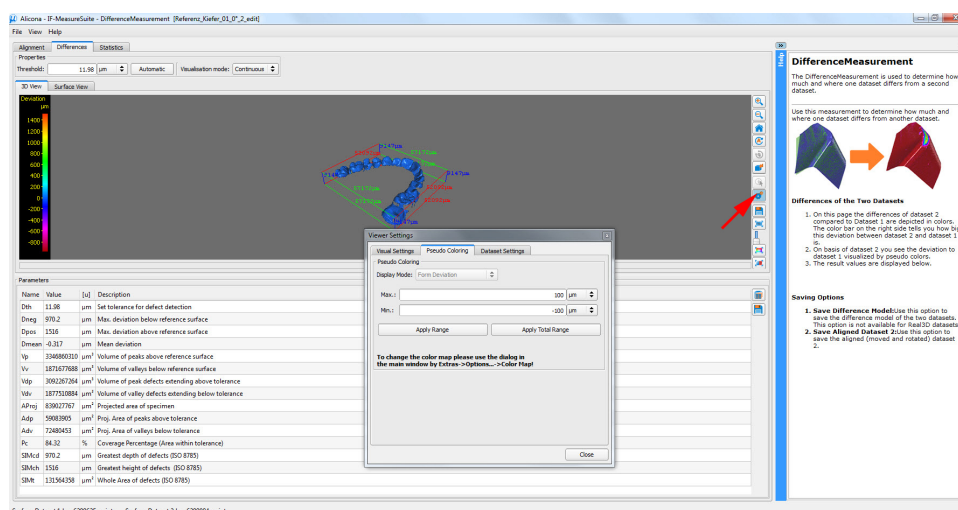 Alicona - IF-MeasureSuite - DifferenceMeasurement [Referenz_Kiefer_01_0°_2_edit]
File View Help
Alignment Differences Statistics
Properties
Threshold: 11.98 µm Automatic Visualisation mode: Continuous
3D View Surface View
Deviation
µm
1400
1200
1000
800
600
400
200
0
-200
-400
-600
-800
Viewer Settings
Visual Settings Pseudo Coloring Dataset Settings
Pseudo Coloring
Display Mode: Form Deviation
Max.: 100 µm
Min.: -100 µm
Apply Range Apply Total Range
To change the color map please use the dialog in
the main window by Extras->Options...->Color Map!
Close
Parameters
Name Value [u] Description
Dth 11.98 µm Set tolerance for defect detection
Dneg 970.2 µm Max. deviation below reference surface
Dpos 1516 µm Max. deviation above reference surface
Dmean -0.317 µm Mean deviation
Vp 3346860310 µm³ Volume of peaks above reference surface
Vv 1871677688 µm³ Volume of valleys below reference surface
Vdp 3092267264 µm³ Volume of peak defects extending above tolerance
Vdv 1877510884 µm³ Volume of valley defects extending below tolerance
AProj 839027767 µm² Projected area of specimen
Adp 59083905 µm² Proj. Area of peaks above tolerance
Adv 72480453 µm² Proj. Area of valleys below tolerance
Pc 84.32 % Coverage Percentage (Area within tolerance)
SIMcd 970.2 µm Greatest depth of defects (ISO 8785)
SIMch 1516 µm Greatest height of defects (ISO 8785)
SIMt 131564358 µm² Whole Area of defects (ISO 8785)
Help
DifferenceMeasurement
The DifferenceMeasurement is used to determine how
much and where one dataset differs from a second
dataset.
Use this measurement to determine how much and
where one dataset differs from another dataset.
Differences of the Two Datasets
1. On this page the differences of dataset 2
compared to Dataset 1 are depicted in colors.
The color bar on the right side tells you how big
this deviation between dataset 2 and dataset 1
is.
2. On basis of dataset 2 you see the deviation to
dataset 1 visualized by pseudo colors.
3. The result values are displayed below.
Saving Options
1. Save Difference Model:Use this option to
save the difference model of the two datasets.
This option is not available for Real3D datasets
2. Save Aligned Dataset 2:Use this option to
save the aligned (moved and rotated) dataset
2.